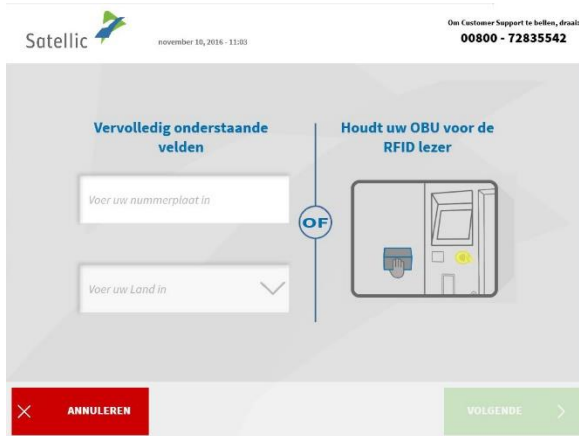 Satellic
november 10, 2016 - 11:03
Om Customer Support te bellen, draai:
00800 - 72835542
Vervolledig onderstaande
velden
Voer uw nummerplaat in
Voer uw Land in
OF
Houdt uw OBU voor de
RFID lezer
ANNULEREN
VOLGENDE